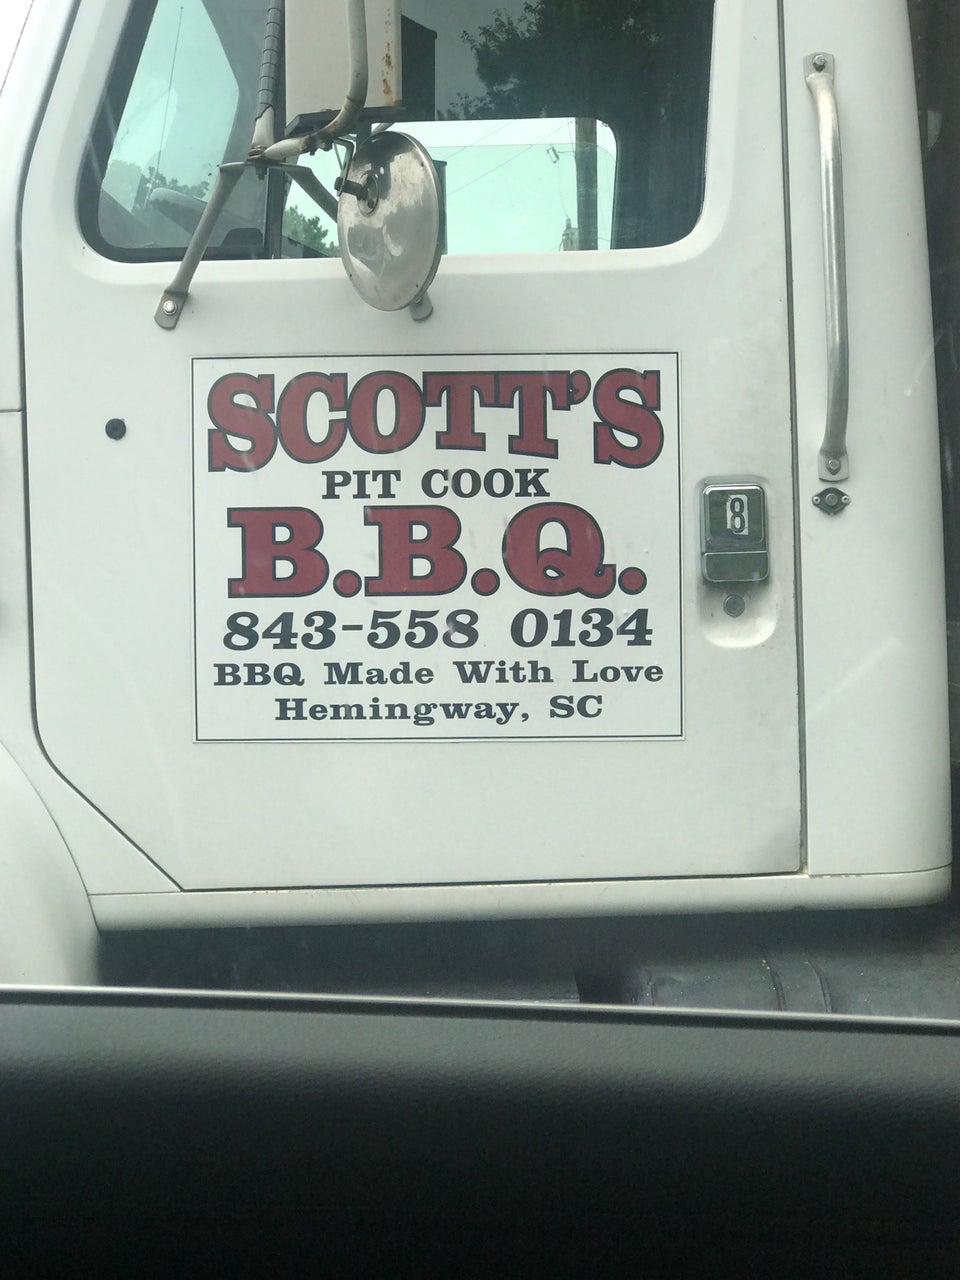 SCOTT'S
PIT COOK
B.B.Q.
843-558 0134
BBQ Made With Love
Hemingway, SC
8